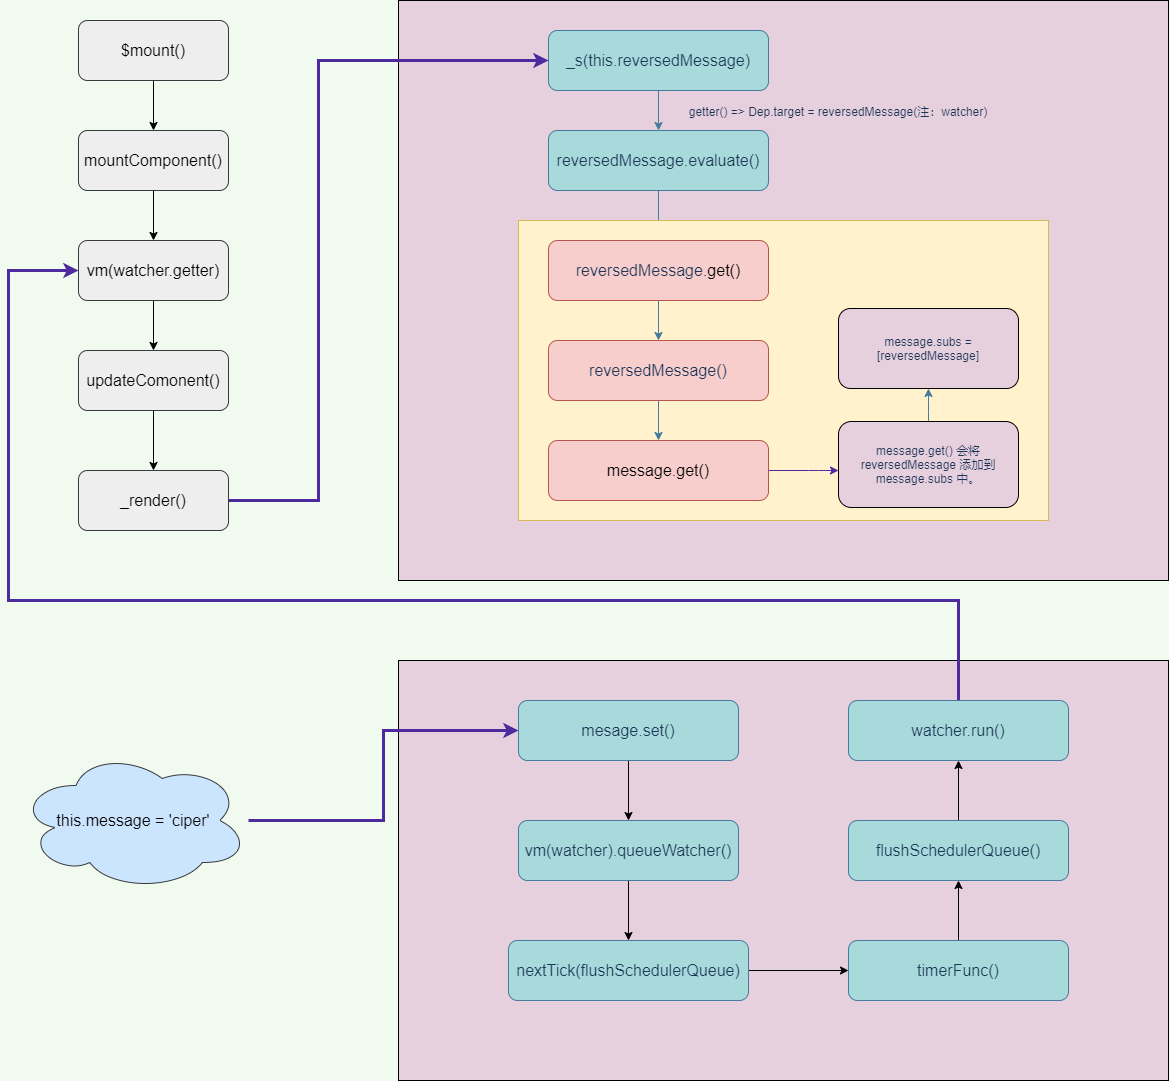 $mount()
mountComponent()
vm(watcher.getter)
updateComonent()
_render()
_s(this.reversedMessage)
getter() => Dep.target = reversedMessage(注：watcher)
reversedMessage.evaluate()
reversedMessage.get()
reversedMessage()
message.get()
message.subs =
[reversedMessage]
message.get() 会将
reversedMessage 添加到
message.subs 中。
this.message = 'ciper'
mesage.set()
vm(watcher).queueWatcher()
nextTick(flushSchedulerQueue)
timerFunc()
flushSchedulerQueue()
watcher.run()